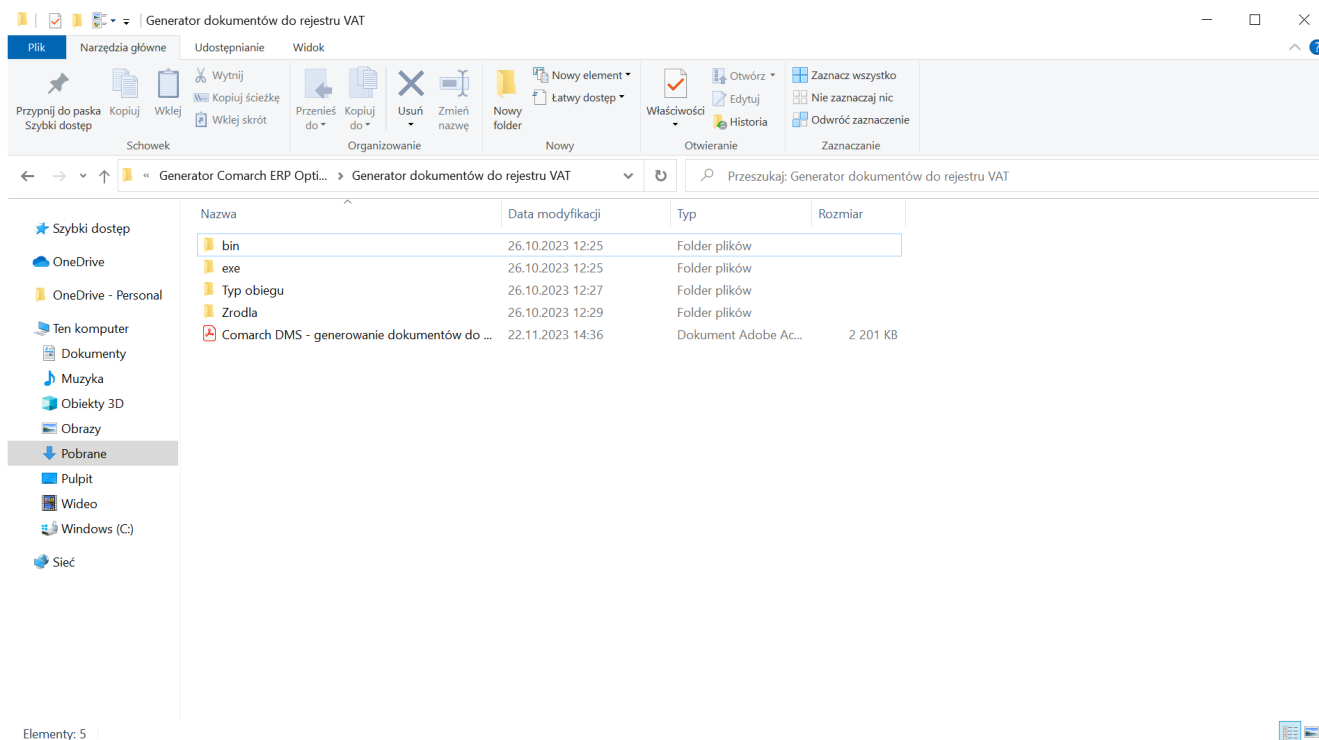 Generator dokumentów do rejestru VAT
Plik Narzędzia główne Udostępnianie Widok
Przypnij do paska Szybki dostęp
Kopiuj
Wklej
Wytnij
Kopiuj ścieżkę
Wklej skrót
Schowek
Przenieś do
Kopiuj do
Usuń
Zmień nazwę
Organizowanie
Nowy folder
Nowy element
Łatwy dostęp
Nowy
Właściwości
Otwórz
Edytuj
Historia
Otwieranie
Zaznacz wszystko
Nie zaznaczaj nic
Odwróć zaznaczenie
Zaznaczanie
« Generator Comarch ERP Opti... > Generator dokumentów do rejestru VAT
Przeszukaj: Generator dokumentów do rejestru VAT
Szybki dostęp
OneDrive
OneDrive - Personal
Ten komputer
Dokumenty
Muzyka
Obiekty 3D
Obrazy
Pobrane
Pulpit
Wideo
Windows (C:)
Sieć
Nazwa Data modyfikacji Typ Rozmiar
bin 26.10.2023 12:25 Folder plików
exe 26.10.2023 12:25 Folder plików
Typ obiegu 26.10.2023 12:27 Folder plików
Zrodla 26.10.2023 12:29 Folder plików
Comarch DMS - generowanie dokumentów do ... 22.11.2023 14:36 Dokument Adobe Ac... 2 201 KB
Elementy: 5